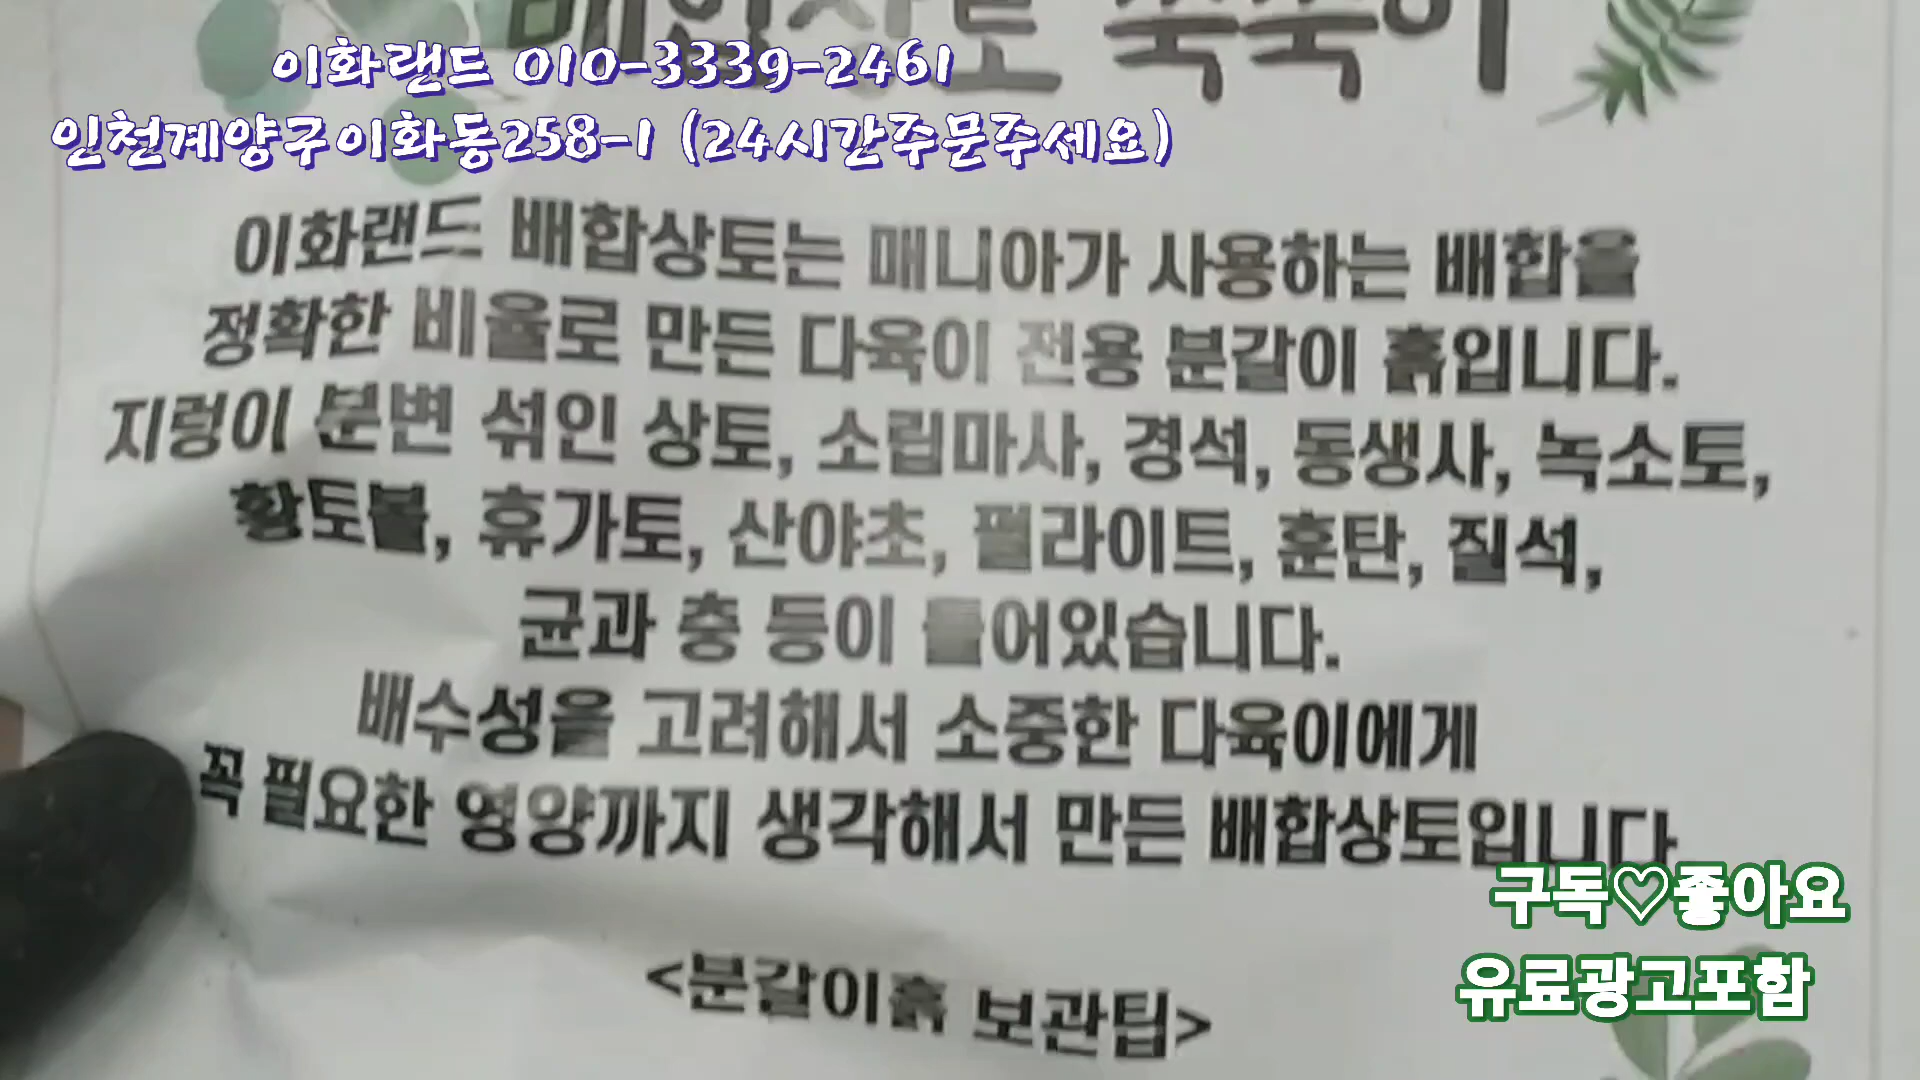 배합상토 쑥쑥이
이화랜드 010-3339-2461
인천계양구이화동258-1 (24시간주문주세요)
이화랜드 배합상토는 매니아가 사용하는 배합을
정확한 비율로 만든 다육이 전용 분갈이 흙입니다.
지렁이 분변 섞인 상토, 소립마사, 경석, 동생사, 녹소토,
황토볼, 휴가토, 산야초, 펄라이트, 훈탄, 질석,
균과 충 등이 들어있습니다.
배수성을 고려해서 소중한 다육이에게
꼭 필요한 영양까지 생각해서 만든 배합상토입니다
구독♡좋아요
유료광고포함
<분갈이흙 보관팁>